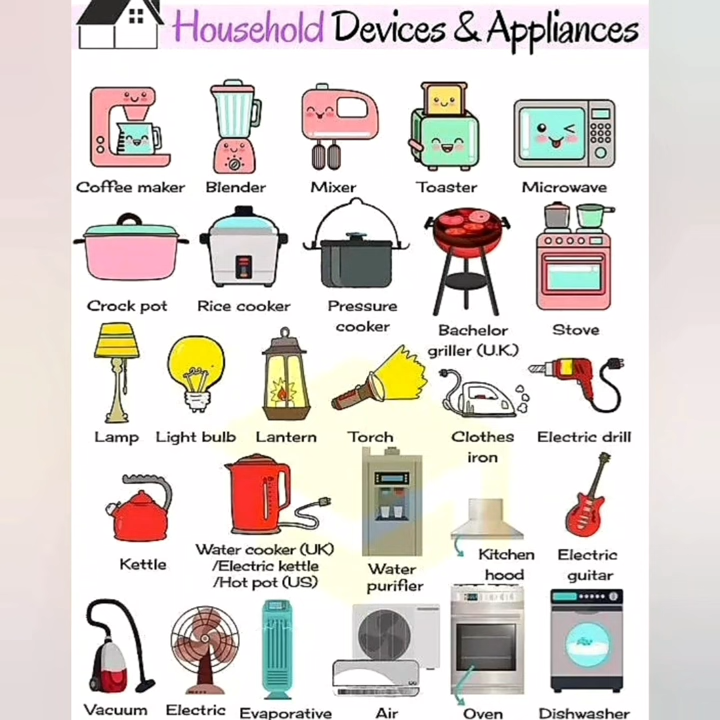 Household Devices & Appliances
Coffee maker Blender Mixer Toaster Microwave
Crock pot Rice cooker Pressure cooker Bachelor griller (U.K.) Stove
Lamp Light bulb Lantern Torch Clothes iron Electric drill
Kettle
Water cooker (UK)
/Electric kettle
/Hot pot (US)
Water
purifier
Kitchen
hood
Electric
guitar
Vacuum Electric Evaporative Air Oven Dishwasher